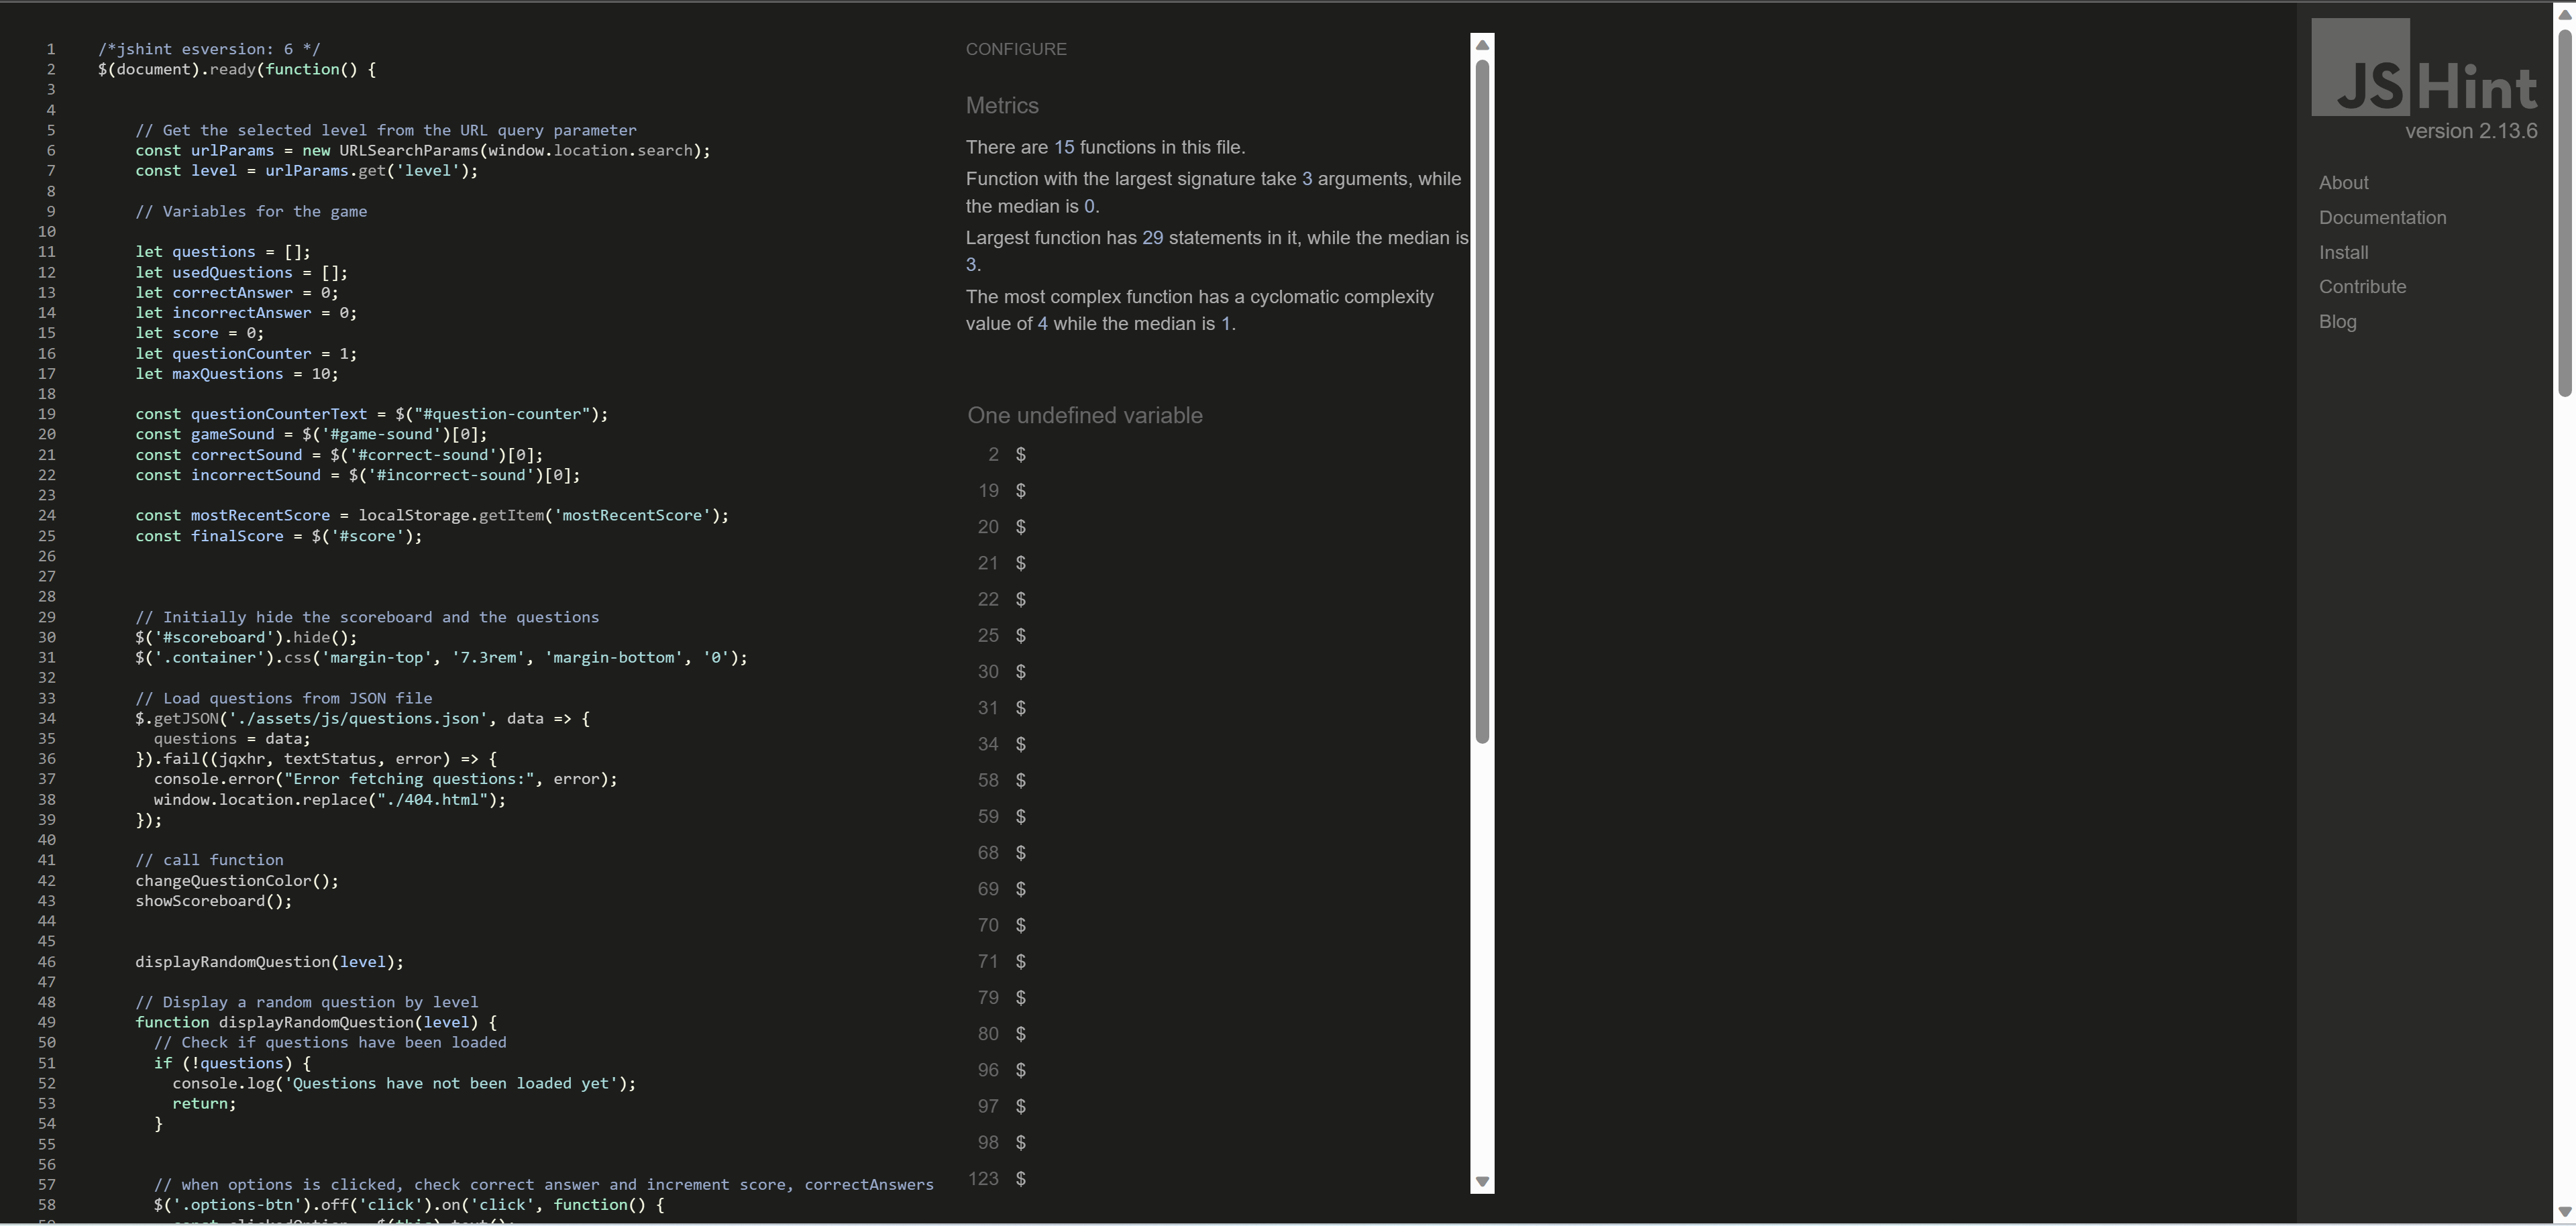 1 /*jshint esversion: 6 */
2 $(document).ready(function() {
3
4
5 // Get the selected level from the URL query parameter
6 const urlParams = new URLSearchParams(window.location.search);
7 const level = urlParams.get('level');
8
9 // Variables for the game
10
11 let questions = [];
12 let usedQuestions = [];
13 let correctAnswer = 0;
14 let incorrectAnswer = 0;
15 let score = 0;
16 let questionCounter = 1;
17 let maxQuestions = 10;
18
19 const questionCounterText = $("#question-counter");
20 const gameSound = $('#game-sound')[0];
21 const correctSound = $('#correct-sound')[0];
22 const incorrectSound = $('#incorrect-sound')[0];
23
24 const mostRecentScore = localStorage.getItem('mostRecentScore');
25 const finalScore = $('#score');
26
27
28
29 // Initially hide the scoreboard and the questions
30 $('#scoreboard').hide();
31 $('.container').css('margin-top', '7.3rem', 'margin-bottom', '0');
32
33 // Load questions from JSON file
34 $.getJSON('./assets/js/questions.json', data => {
35 questions = data;
36 }).fail((jqxhr, textStatus, error) => {
37 console.error("Error fetching questions:", error);
38 window.location.replace("./404.html");
39 });
40
41 // call function
42 changeQuestionColor();
43 showScoreboard();
44
45
46 displayRandomQuestion(level);
47
48 // Display a random question by level
49 function displayRandomQuestion(level) {
50 // Check if questions have been loaded
51 if (!questions) {
52 console.log('Questions have not been loaded yet');
53 return;
54 }
55
56
57 // when options is clicked, check correct answer and increment score, correctAnswers
58 $('.options-btn').off('click').on('click', function() {
CONFIGURE
Metrics
There are 15 functions in this file.
Function with the largest signature take 3 arguments, while
the median is 0.
Largest function has 29 statements in it, while the median is
3.
The most complex function has a cyclomatic complexity
value of 4 while the median is 1.
One undefined variable
2 $
19 $
20 $
21 $
22 $
25 $
30 $
31 $
34 $
58 $
59 $
68 $
69 $
70 $
71 $
79 $
80 $
96 $
97 $
98 $
123 $
JSHint
version 2.13.6
About
Documentation
Install
Contribute
Blog